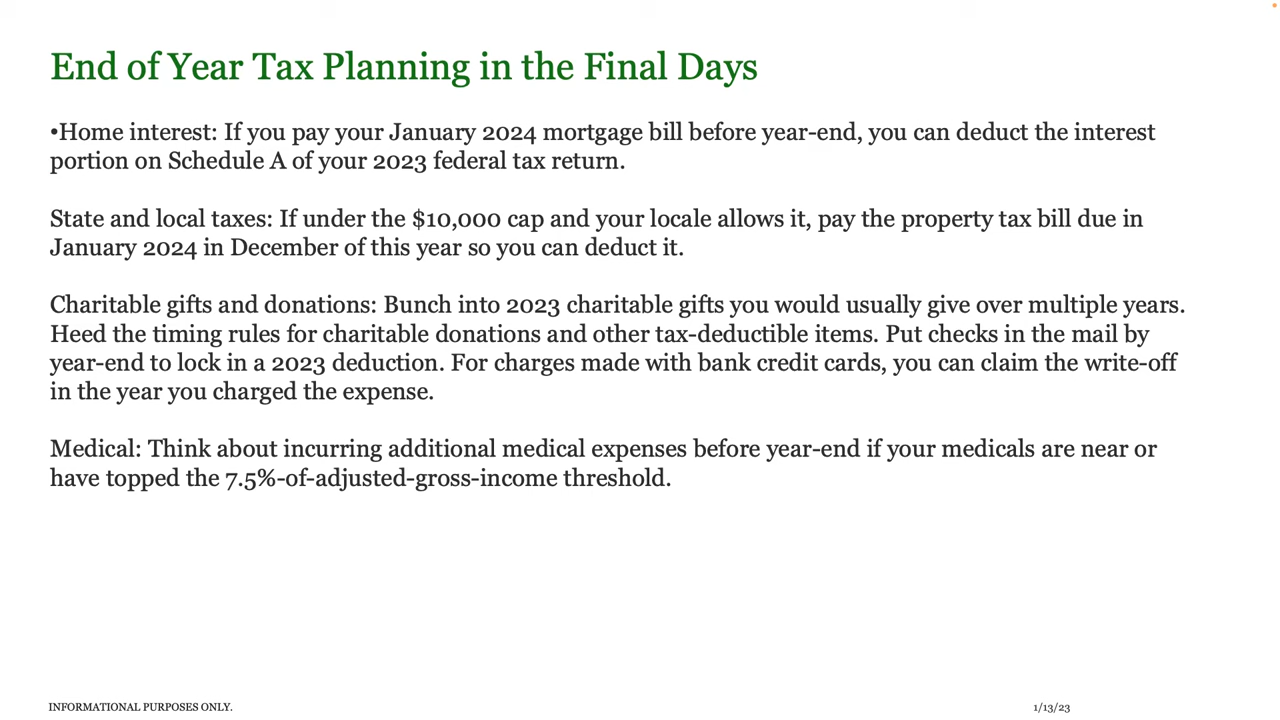 End of Year Tax Planning in the Final Days
•Home interest: If you pay your January 2024 mortgage bill before year-end, you can deduct the interest
portion on Schedule A of your 2023 federal tax return.
State and local taxes: If under the $10,000 cap and your locale allows it, pay the property tax bill due in
January 2024 in December of this year so you can deduct it.
Charitable gifts and donations: Bunch into 2023 charitable gifts you would usually give over multiple years.
Heed the timing rules for charitable donations and other tax-deductible items. Put checks in the mail by
year-end to lock in a 2023 deduction. For charges made with bank credit cards, you can claim the write-off
in the year you charged the expense.
Medical: Think about incurring additional medical expenses before year-end if your medicals are near or
have topped the 7.5%-of-adjusted-gross-income threshold.
INFORMATIONAL PURPOSES ONLY.
1/13/23